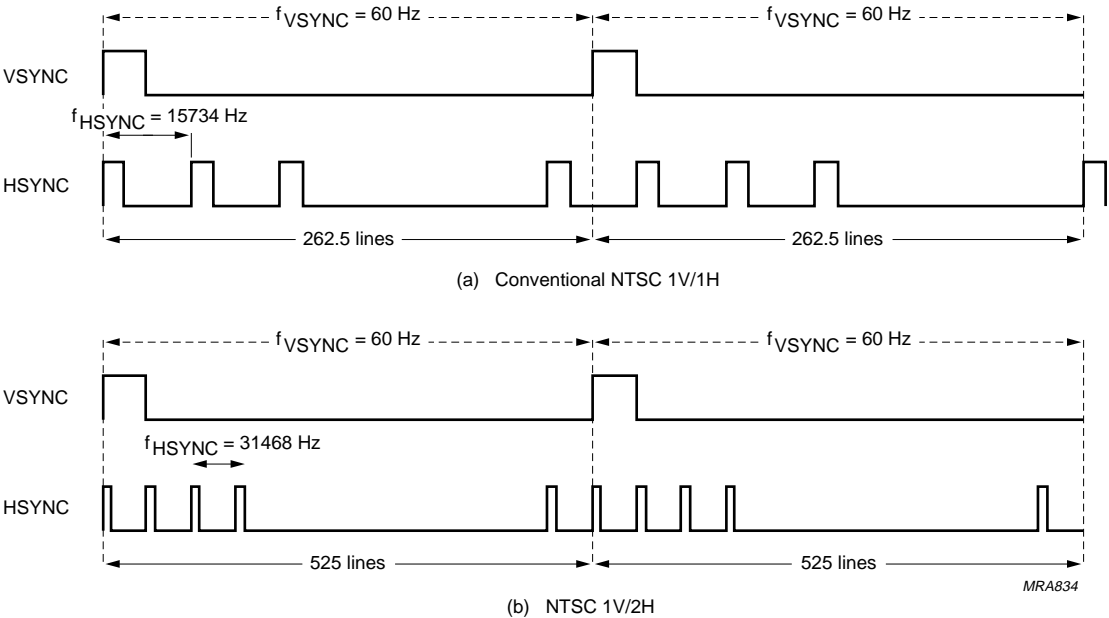 fVSYNC = 60 Hz fVSYNC = 60 Hz
VSYNC
fHSYNC = 15734 Hz
HSYNC
262.5 lines 262.5 lines
(a) Conventional NTSC 1V/1H
fVSYNC = 60 Hz fVSYNC = 60 Hz
VSYNC
fHSYNC = 31468 Hz
HSYNC
525 lines 525 lines
MRA834
(b) NTSC 1V/2H